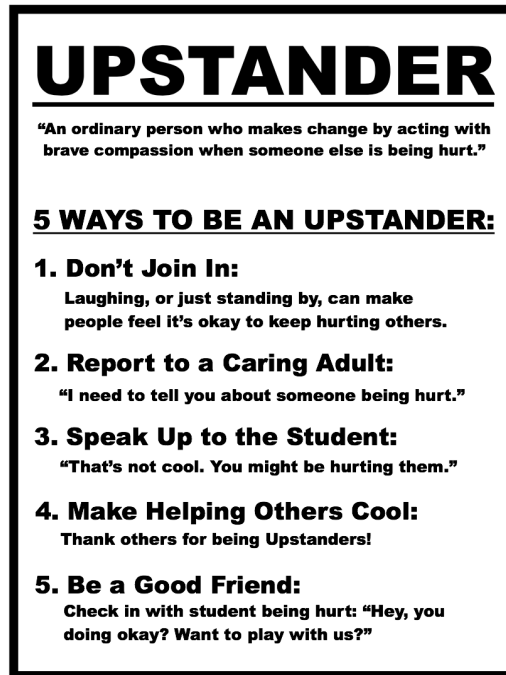 UPSTANDER
“An ordinary person who makes change by acting with
brave compassion when someone else is being hurt.”
5 WAYS TO BE AN UPSTANDER:
1. Don’t Join In:
Laughing, or just standing by, can make
people feel it’s okay to keep hurting others.
2. Report to a Caring Adult:
“I need to tell you about someone being hurt.”
3. Speak Up to the Student:
“That’s not cool. You might be hurting them.”
4. Make Helping Others Cool:
Thank others for being Upstanders!
5. Be a Good Friend:
Check in with student being hurt: “Hey, you
doing okay? Want to play with us?”